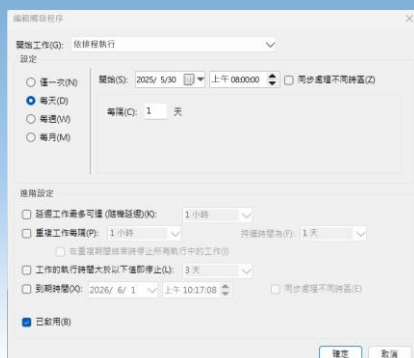 編輯觸發程序
開始工作(G): 依排程執行
設定
僅一次(N)
每天(D)
每週(W)
每月(M)
開始(S): 2025/ 5/30 上午 08:00:00 同步處理不同時區(Z)
每隔(C): 1 天
進階設定
延遲工作最多可達 (隨機延遲)(K): 1 小時
重複工作每隔(P): 1 小時 持續時間為(F): 1 天
在重複期間結束時停止所有執行中的工作(I)
工作的執行時間大於以下值即停止(L): 3 天
到期時間(X): 2026/ 6/ 1 上午 10:17:08 同步處理不同時區(E)
已啟用(B)
確定 取消